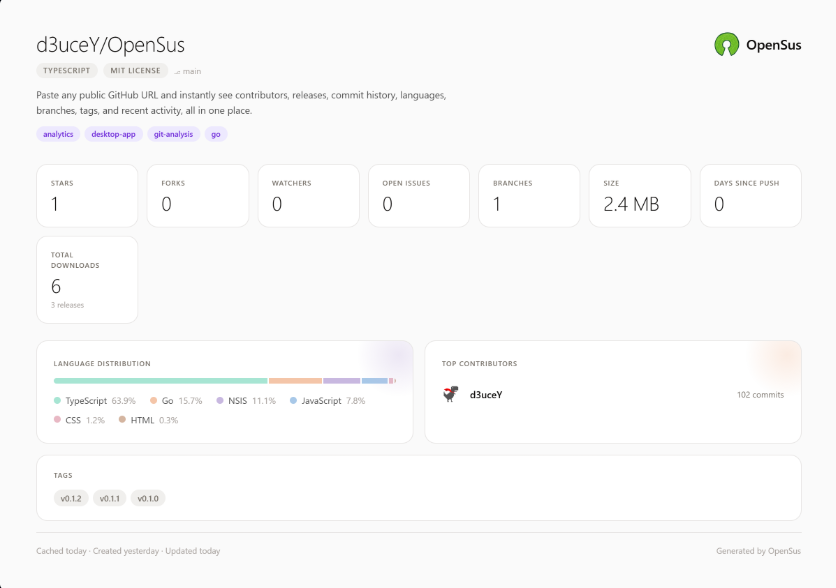 d3uceY/OpenSus
OpenSus
TYPESCRIPT MIT LICENSE main
Paste any public GitHub URL and instantly see contributors, releases, commit history, languages,
branches, tags, and recent activity, all in one place.
analytics desktop-app git-analysis go
STARS
1
FORKS
0
WATCHERS
0
OPEN ISSUES
0
BRANCHES
1
SIZE
2.4 MB
DAYS SINCE PUSH
0
TOTAL
DOWNLOADS
6
3 releases
LANGUAGE DISTRIBUTION
TypeScript 63.9% Go 15.7% NSIS 11.1% JavaScript 7.8%
CSS 1.2% HTML 0.3%
TOP CONTRIBUTORS
d3uceY 102 commits
TAGS
v0.1.2 v0.1.1 v0.1.0
Cached today · Created yesterday · Updated today
Generated by OpenSus